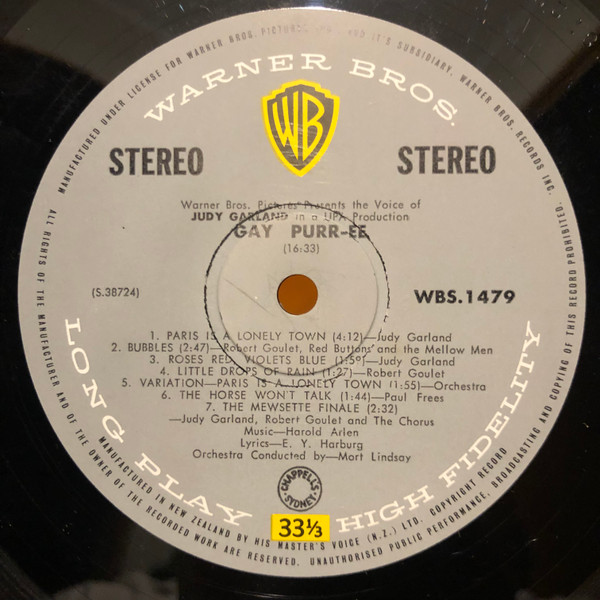 MANUFACTURED UNDER LICENSE FOR WARNER BROS. PICTURES AND IT'S SUBSIDIARY, WARNER BROS. RECORDS INC.
WARNER BROS.
WB
STEREO STEREO
Warner Bros. Pictures Presents the Voice of
JUDY GARLAND in a UPA Production
GAY PURR-EE
(16:33)
(S.38724) WBS.1479
1. PARIS IS A LONELY TOWN (4:12)—Judy Garland
2. BUBBLES (2:47)—Robert Goulet, Red Buttons and the Mellow Men
3. ROSES RED VIOLETS BLUE —Judy Garland
4. LITTLE DROPS OF RAIN (1:27)—Robert Goulet
5. VARIATION—PARIS IS A LONELY TOWN (1:55)—Orchestra
6. THE HORSE WON'T TALK (1:44)—Paul Frees
7. THE MEWSETTE FINALE (2:32)
—Judy Garland, Robert Goulet and The Chorus
Music—Harold Arlen
Lyrics—E. Y. Harburg
Orchestra Conducted by—Mort Lindsay
CHAPPELL'S
SYDNEY
LONG PLAY 33⅓ HIGH FIDELITY
MANUFACTURED IN NEW ZEALAND BY HIS MASTER'S VOICE (N.Z.) LTD. COPYRIGHT RECORD
ALL RIGHTS OF THE MANUFACTURER AND OF THE OWNER OF THE RECORDED WORK ARE RESERVED. UNAUTHORISED PUBLIC PERFORMANCE, BROADCASTING AND COPYING OF THIS RECORD PROHIBITED.